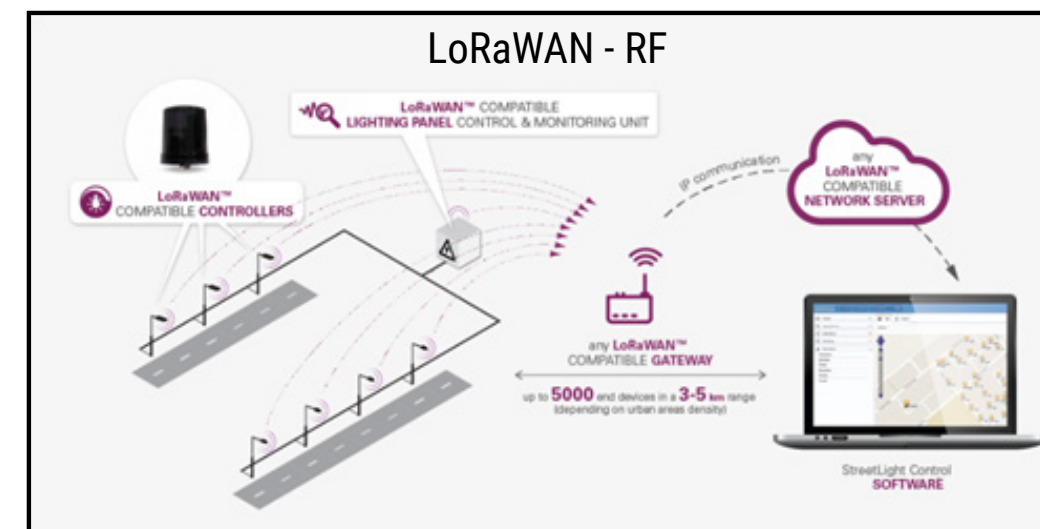 LoRaWAN - RF
LoRaWAN™ COMPATIBLE
LIGHTING PANEL CONTROL & MONITORING UNIT
LoRaWAN™
COMPATIBLE CONTROLLERS
IP communication
any
LoRaWAN™
COMPATIBLE
NETWORK SERVER
any LoRaWAN™
COMPATIBLE GATEWAY
up to 5000 end devices in a 3-5 km range
(depending on urban areas density)
StreetLight Control
SOFTWARE